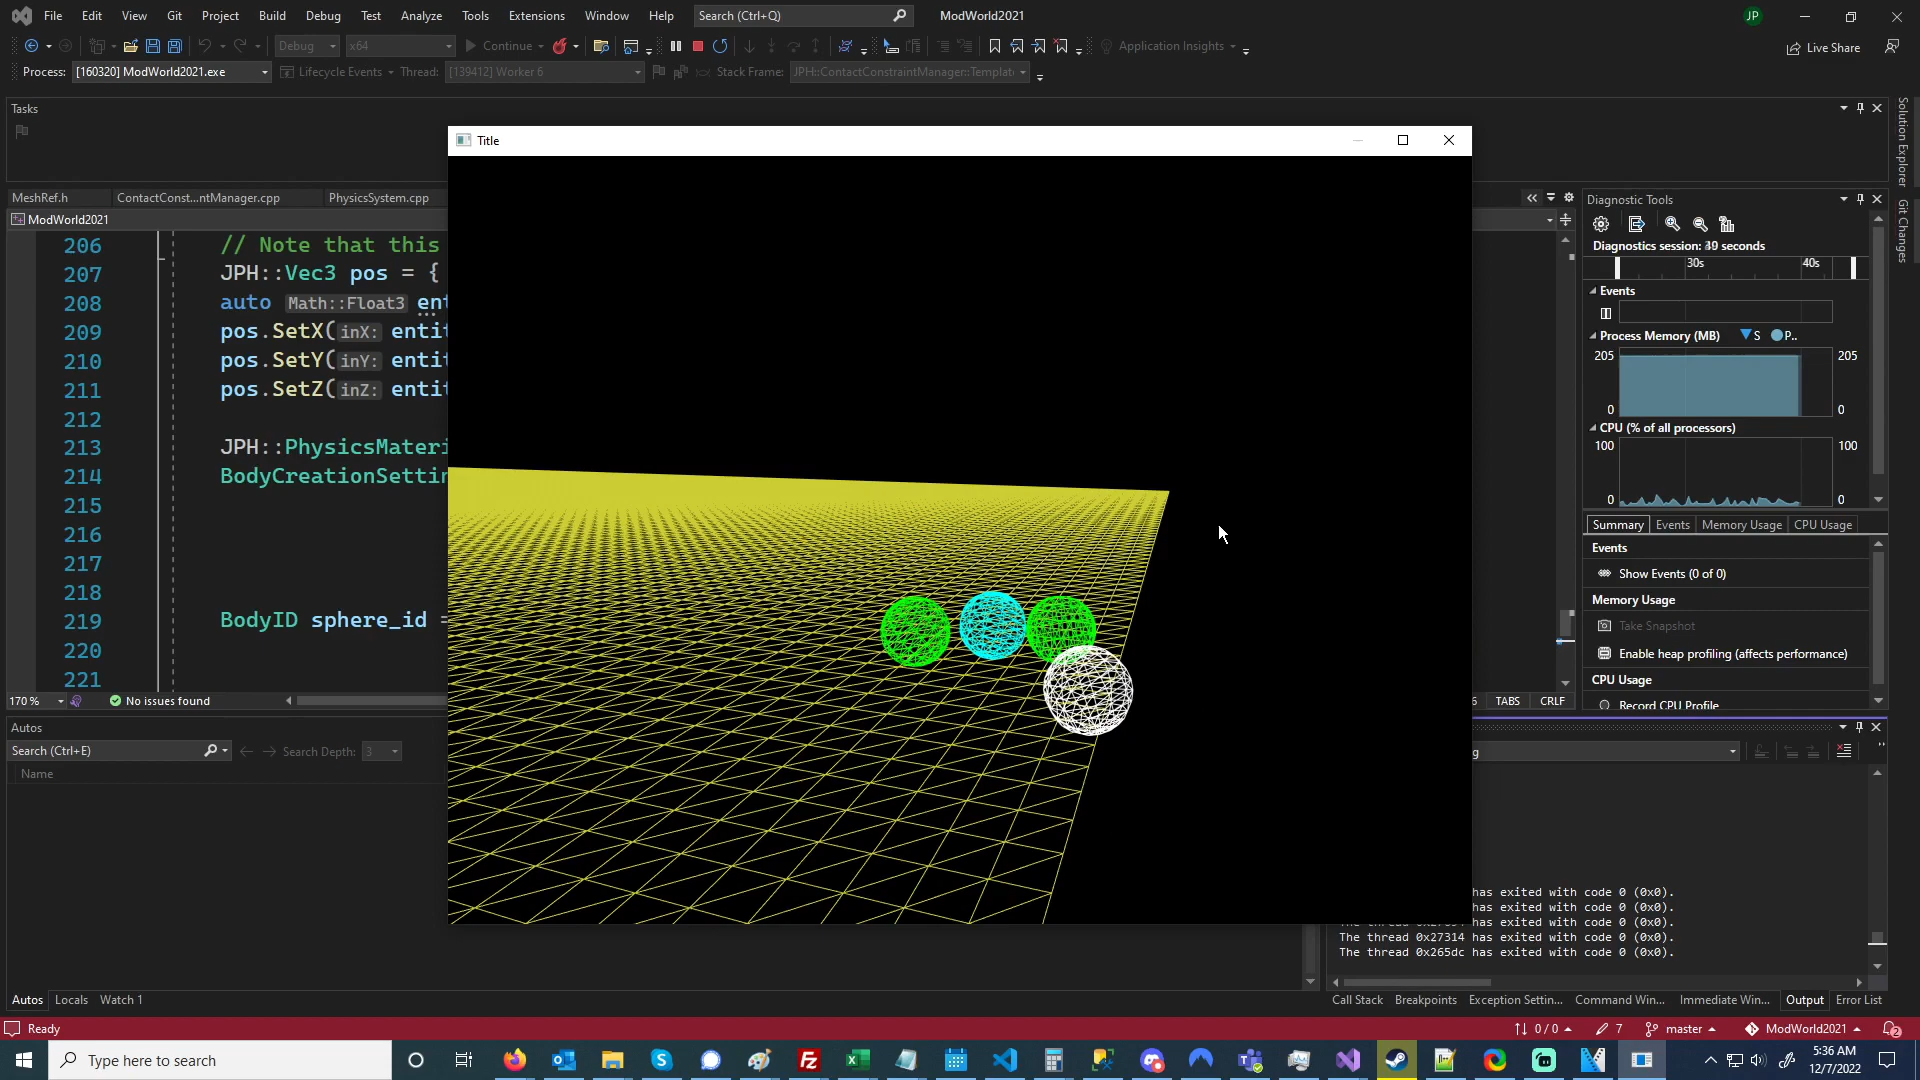 File Edit View Git Project Build Debug Test Analyze Tools Extensions Window Help Search (Ctrl+Q) ModWorld2021 JP
Debug x64 Continue Application Insights Live Share
Process: [160320] ModWorld2021.exe Lifecycle Events Thread: [139412] Worker 6 Stack Frame: JPH::ContactConstraintManager::Templat
Tasks
Title
MeshRef.h ContactConst...ntManager.cpp PhysicsSystem.cpp
ModWorld2021
206 // Note that this
207 JPH::Vec3 pos = {
208 auto Math::Float3 ent
209 pos.SetX(inX: entit
210 pos.SetY(inY: entit
211 pos.SetZ(inZ: entit
212
213 JPH::PhysicsMateri
214 BodyCreationSettin
215
216
217
218
219 BodyID sphere_id =
220
221
170 % No issues found
TABS CRLF
Diagnostic Tools
Diagnostics session: 39 seconds
30s 40s
Events
Process Memory (MB) S P..
205 205
0 0
CPU (% of all processors)
100 100
0 0
Summary Events Memory Usage CPU Usage
Events
Show Events (0 of 0)
Memory Usage
Take Snapshot
Enable heap profiling (affects performance)
CPU Usage
Record CPU Profile
Autos
Search (Ctrl+E) Search Depth: 3
Name
g
has exited with code 0 (0x0).
has exited with code 0 (0x0).
has exited with code 0 (0x0).
The thread 0x27314 has exited with code 0 (0x0).
The thread 0x265dc has exited with code 0 (0x0).
Autos Locals Watch 1
Call Stack Breakpoints Exception Settin... Command Win... Immediate Win... Output Error List
Ready 0 / 0 7 master ModWorld2021 2
Type here to search
5:36 AM
12/7/2022
Solution Explorer
Git Changes